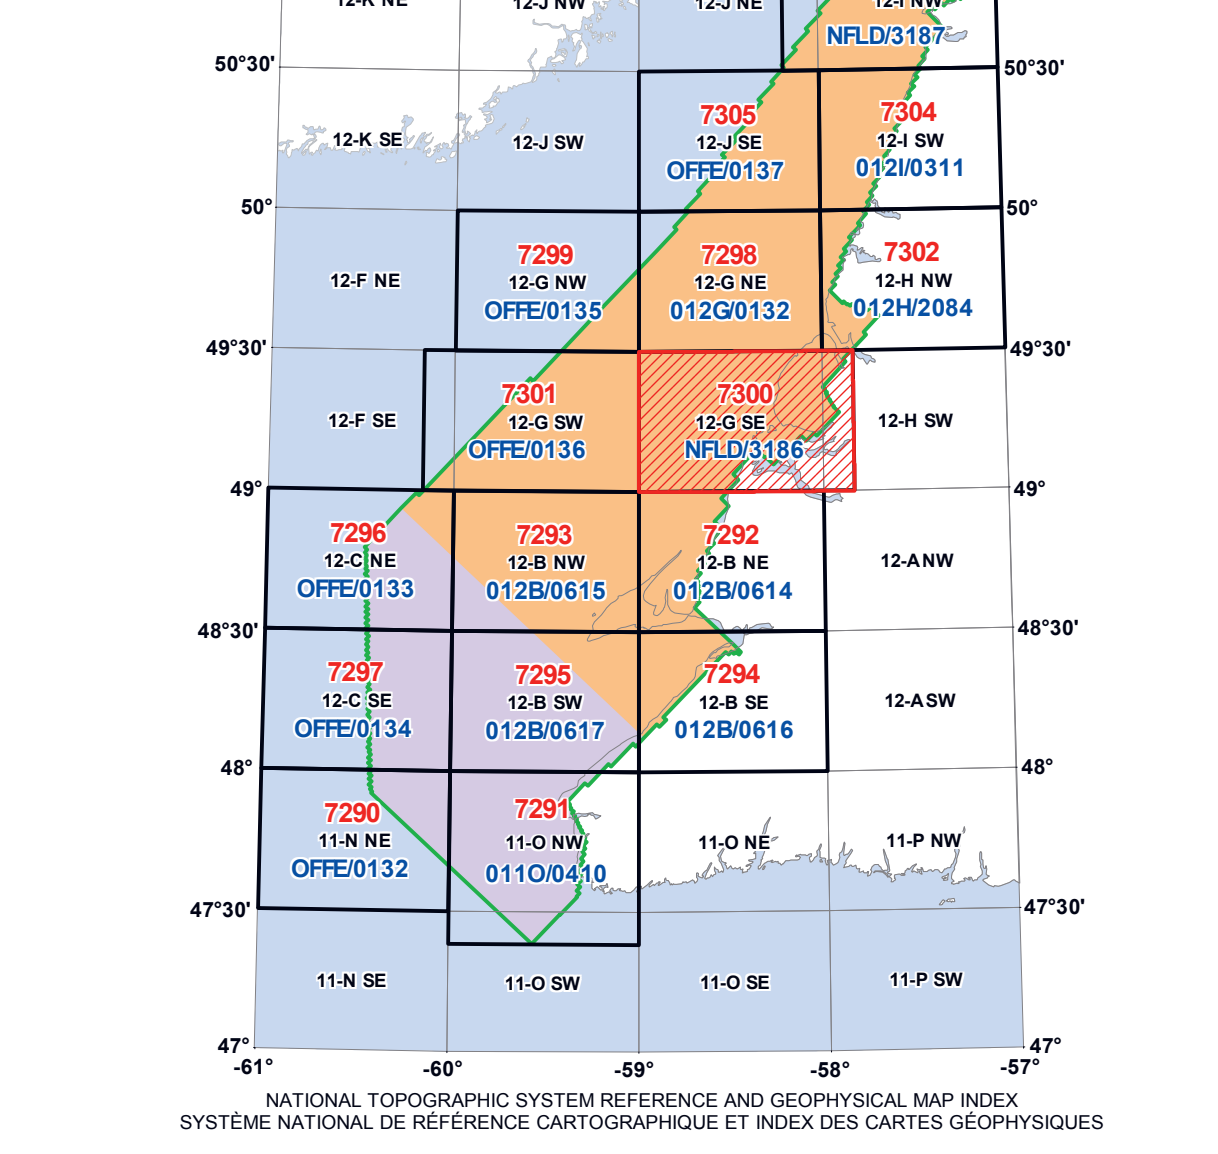 12-K NE
12-J NW
12-J NE
12-I NW
NFLD/3187
50°30'
50°30'
7305
7304
12-K SE
12-J SW
12-J SE
12-I SW
OFFE/0137
012I/0311
50°
50°
7299
7298
7302
12-F NE
12-G NW
12-G NE
12-H NW
OFFE/0135
012G/0132
012H/2084
49°30'
49°30'
7301
7300
12-F SE
12-G SW
12-G SE
12-H SW
OFFE/0136
NFLD/3186
49°
49°
7296
7293
7292
12-C NE
12-B NW
12-B NE
12-A NW
OFFE/0133
012B/0615
012B/0614
48°30'
48°30'
7297
7295
7294
12-C SE
12-B SW
12-B SE
12-A SW
OFFE/0134
012B/0617
012B/0616
48°
48°
7290
7291
11-N NE
11-O NW
11-O NE
11-P NW
OFFE/0132
011O/0410
47°30'
47°30'
11-N SE
11-O SW
11-O SE
11-P SW
47°
47°
-61°
-60°
-59°
-58°
-57°
NATIONAL TOPOGRAPHIC SYSTEM REFERENCE AND GEOPHYSICAL MAP INDEX
SYSTÈME NATIONAL DE RÉFÉRENCE CARTOGRAPHIQUE ET INDEX DES CARTES GÉOPHYSIQUES